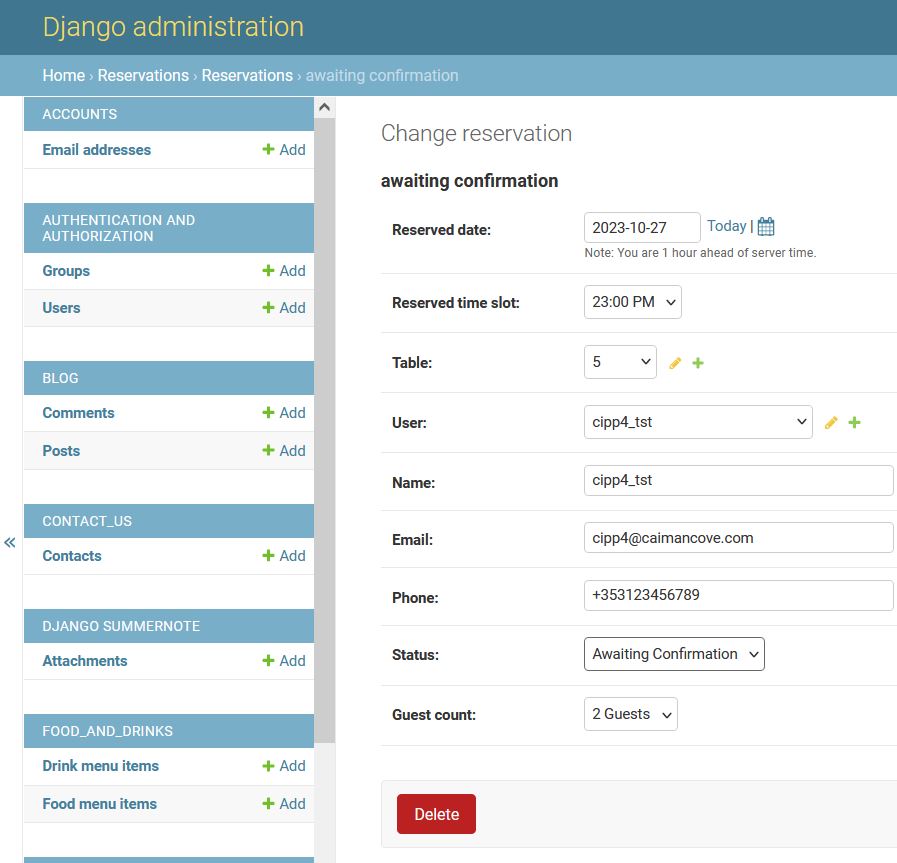 Django administration
Home › Reservations › Reservations › awaiting confirmation
ACCOUNTS
Email addresses Add
AUTHENTICATION AND
AUTHORIZATION
Groups Add
Users Add
BLOG
Comments Add
Posts Add
CONTACT_US
Contacts Add
DJANGO SUMMERNOTE
Attachments Add
FOOD_AND_DRINKS
Drink menu items Add
Food menu items Add
«
Change reservation
awaiting confirmation
Reserved date: 2023-10-27 Today |
Note: You are 1 hour ahead of server time.
Reserved time slot: 23:00 PM
Table: 5
User: cipp4_tst
Name: cipp4_tst
Email: cipp4@caimancove.com
Phone: +353123456789
Status: Awaiting Confirmation
Guest count: 2 Guests
Delete